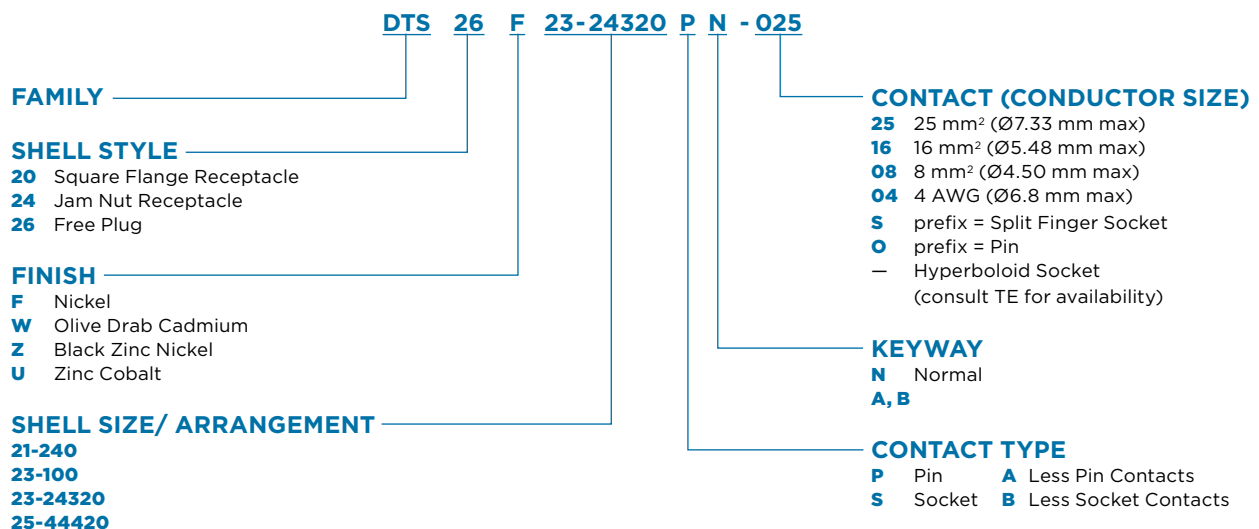 DTS 26 F 23-24320 P N - 025
FAMILY
SHELL STYLE
20 Square Flange Receptacle
24 Jam Nut Receptacle
26 Free Plug
FINISH
F Nickel
W Olive Drab Cadmium
Z Black Zinc Nickel
U Zinc Cobalt
SHELL SIZE/ ARRANGEMENT
21-240
23-100
23-24320
25-44420
CONTACT (CONDUCTOR SIZE)
25 25 mm² (Ø7.33 mm max)
16 16 mm² (Ø5.48 mm max)
08 8 mm² (Ø4.50 mm max)
04 4 AWG (Ø6.8 mm max)
S prefix = Split Finger Socket
O prefix = Pin
— Hyperboloid Socket
(consult TE for availability)
KEYWAY
N Normal
A, B
CONTACT TYPE
P Pin A Less Pin Contacts
S Socket B Less Socket Contacts